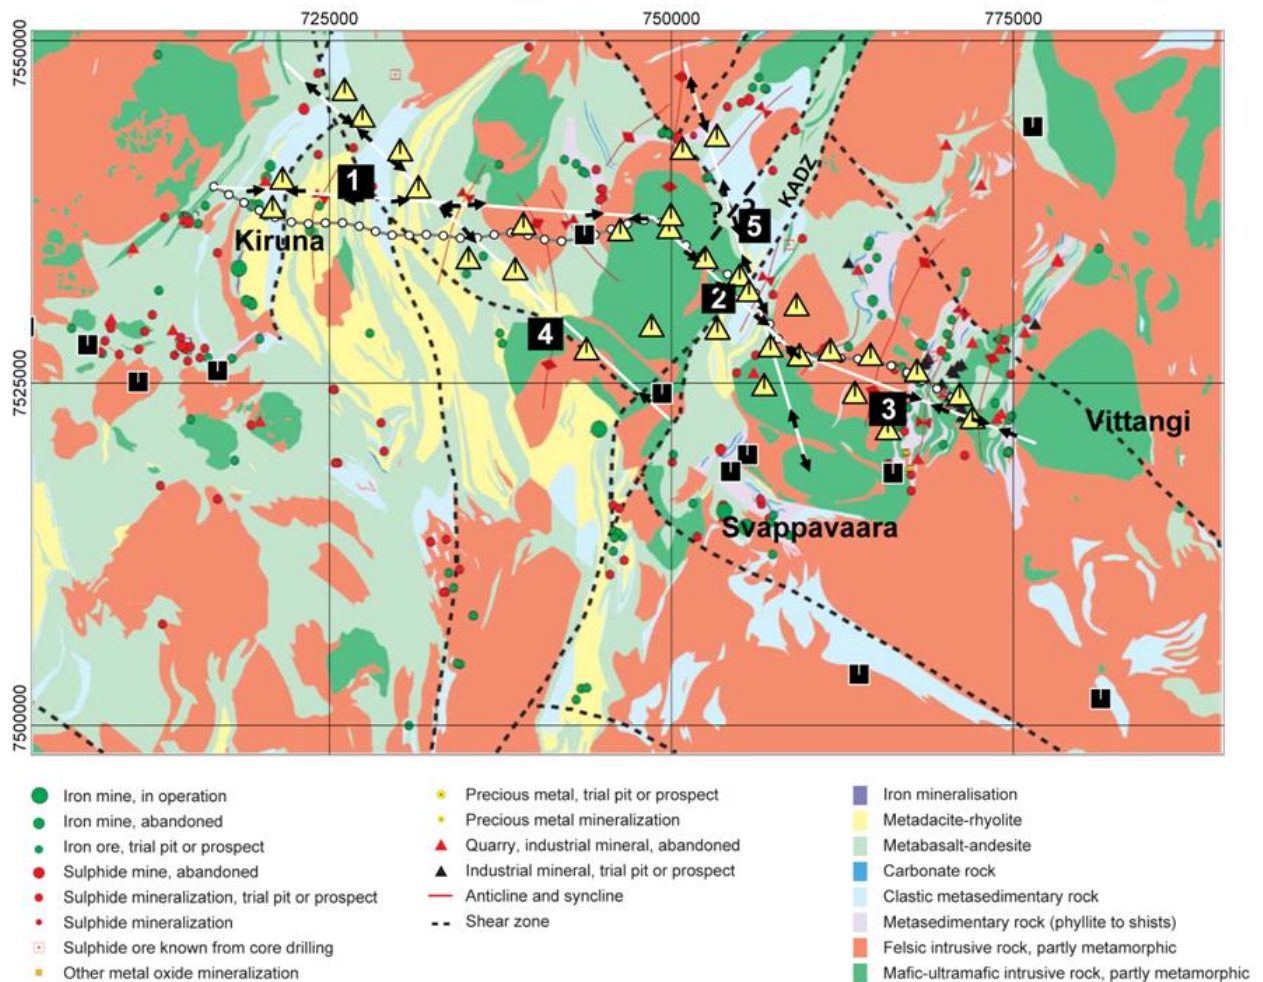 725000 750000 775000
7550000
7525000
7500000
1
Kiruna
KADZ
? ? ?
5
2
4
3
Vittangi
Svappavaara
Iron mine, in operation
Iron mine, abandoned
Iron ore, trial pit or prospect
Sulphide mine, abandoned
Sulphide mineralization, trial pit or prospect
Sulphide mineralization
Sulphide ore known from core drilling
Other metal oxide mineralization
Precious metal, trial pit or prospect
Precious metal mineralization
Quarry, industrial mineral, abandoned
Industrial mineral, trial pit or prospect
Anticline and syncline
Shear zone
Iron mineralisation
Metadacite-rhyolite
Metabasalt-andesite
Carbonate rock
Clastic metasedimentary rock
Metasedimentary rock (phyllite to shists)
Felsic intrusive rock, partly metamorphic
Mafic-ultramafic intrusive rock, partly metamorphic